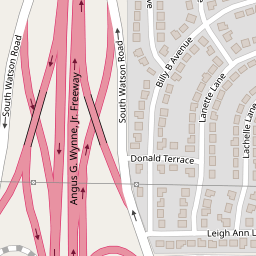 South Watson Road
Angus G. Wynne, Jr. Freeway
South Watson Road
Billy B Avenue
Lanette Lane
Lachelle Lane
Donald Terrace
Leigh Ann L